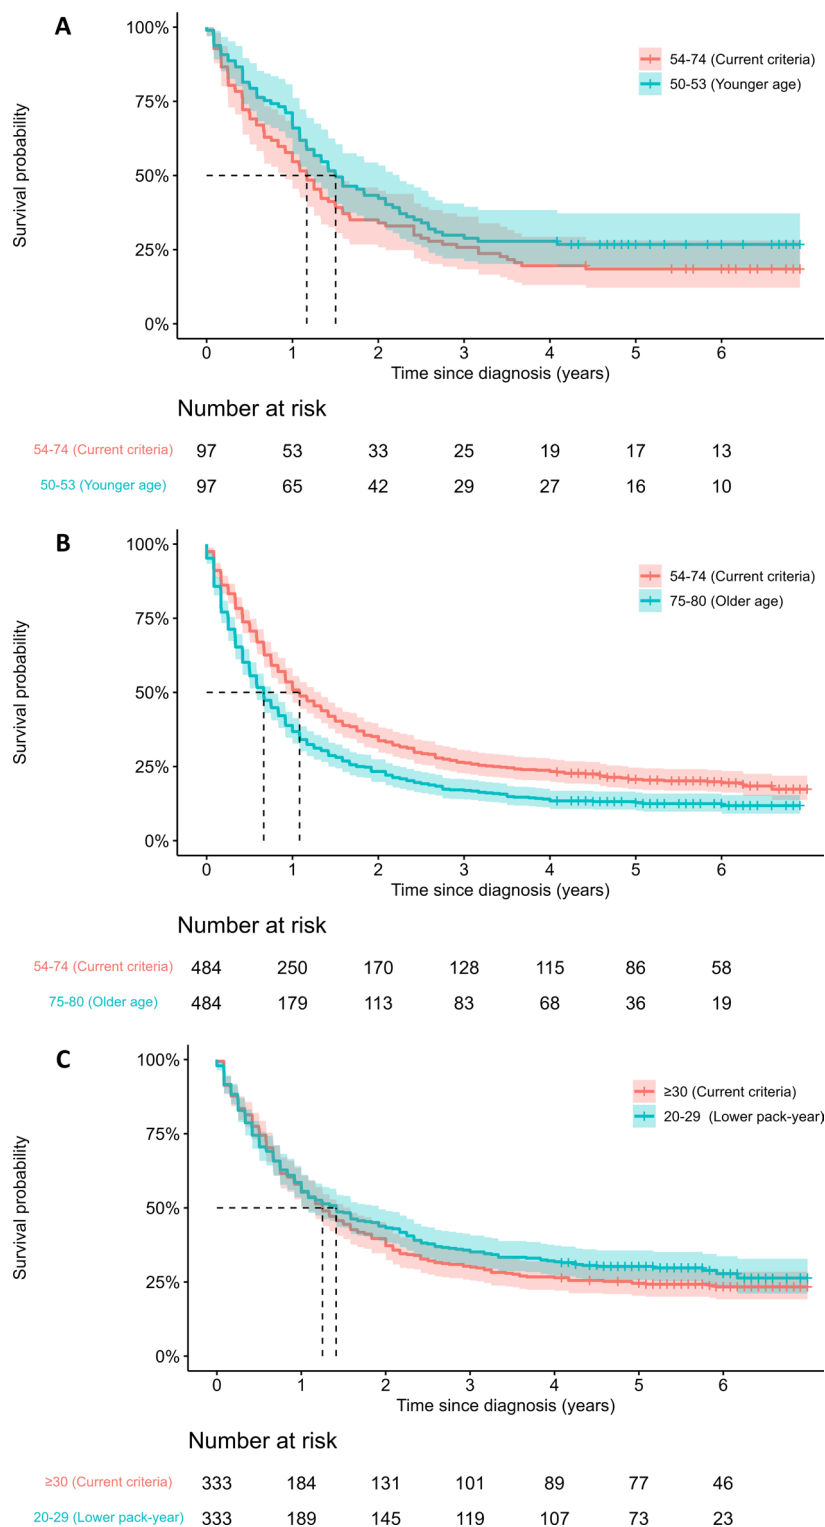 A
100%
75%
50%
25%
0%
Survival probability
54-74 (Current criteria)
50-53 (Younger age)
0 1 2 3 4 5 6
Time since diagnosis (years)
Number at risk
54-74 (Current criteria) 97 53 33 25 19 17 13
50-53 (Younger age) 97 65 42 29 27 16 10
B
100%
75%
50%
25%
0%
Survival probability
54-74 (Current criteria)
75-80 (Older age)
0 1 2 3 4 5 6
Time since diagnosis (years)
Number at risk
54-74 (Current criteria) 484 250 170 128 115 86 58
75-80 (Older age) 484 179 113 83 68 36 19
C
100%
75%
50%
25%
0%
Survival probability
≥30 (Current criteria)
20-29 (Lower pack-year)
0 1 2 3 4 5 6
Time since diagnosis (years)
Number at risk
≥30 (Current criteria) 333 184 131 101 89 77 46
20-29 (Lower pack-year) 333 189 145 119 107 73 23